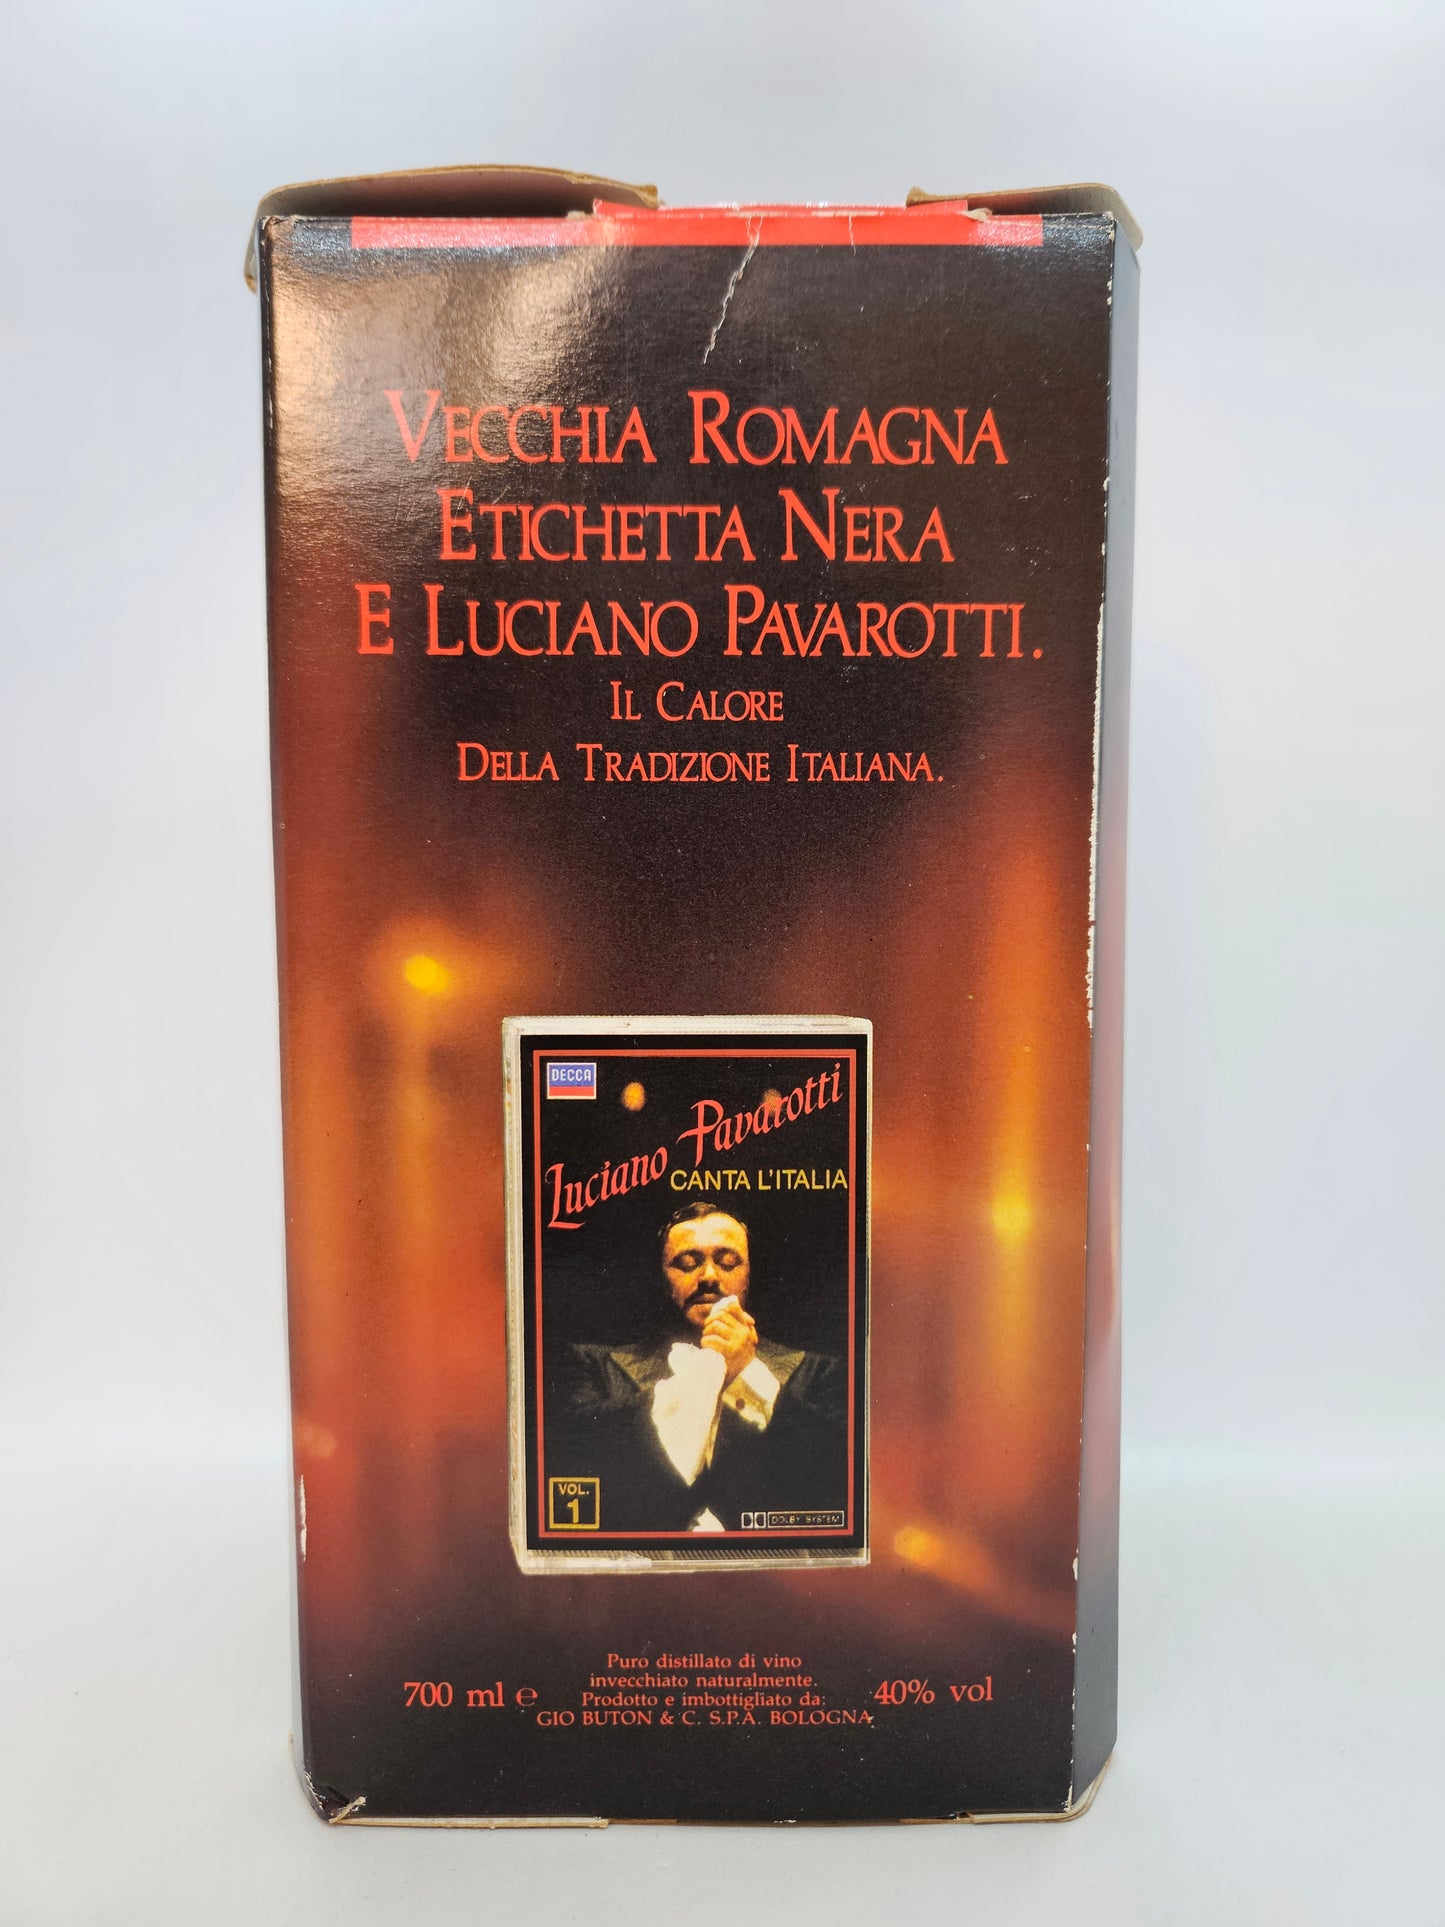 VECCHIA ROMAGNA
ETICHETTA NERA
E LUCIANO PAVAROTTI.
IL CALORE
DELLA TRADIZIONE ITALIANA.
DECCA
Luciano Pavarotti
CANTA L'ITALIA
VOL.
1
DOLBY SYSTEM
700 ml e
Puro distillato di vino
invecchiato naturalmente.
Prodotto e imbottigliato da:
GIO BUTON & C. S.P.A. BOLOGNA
40% vol